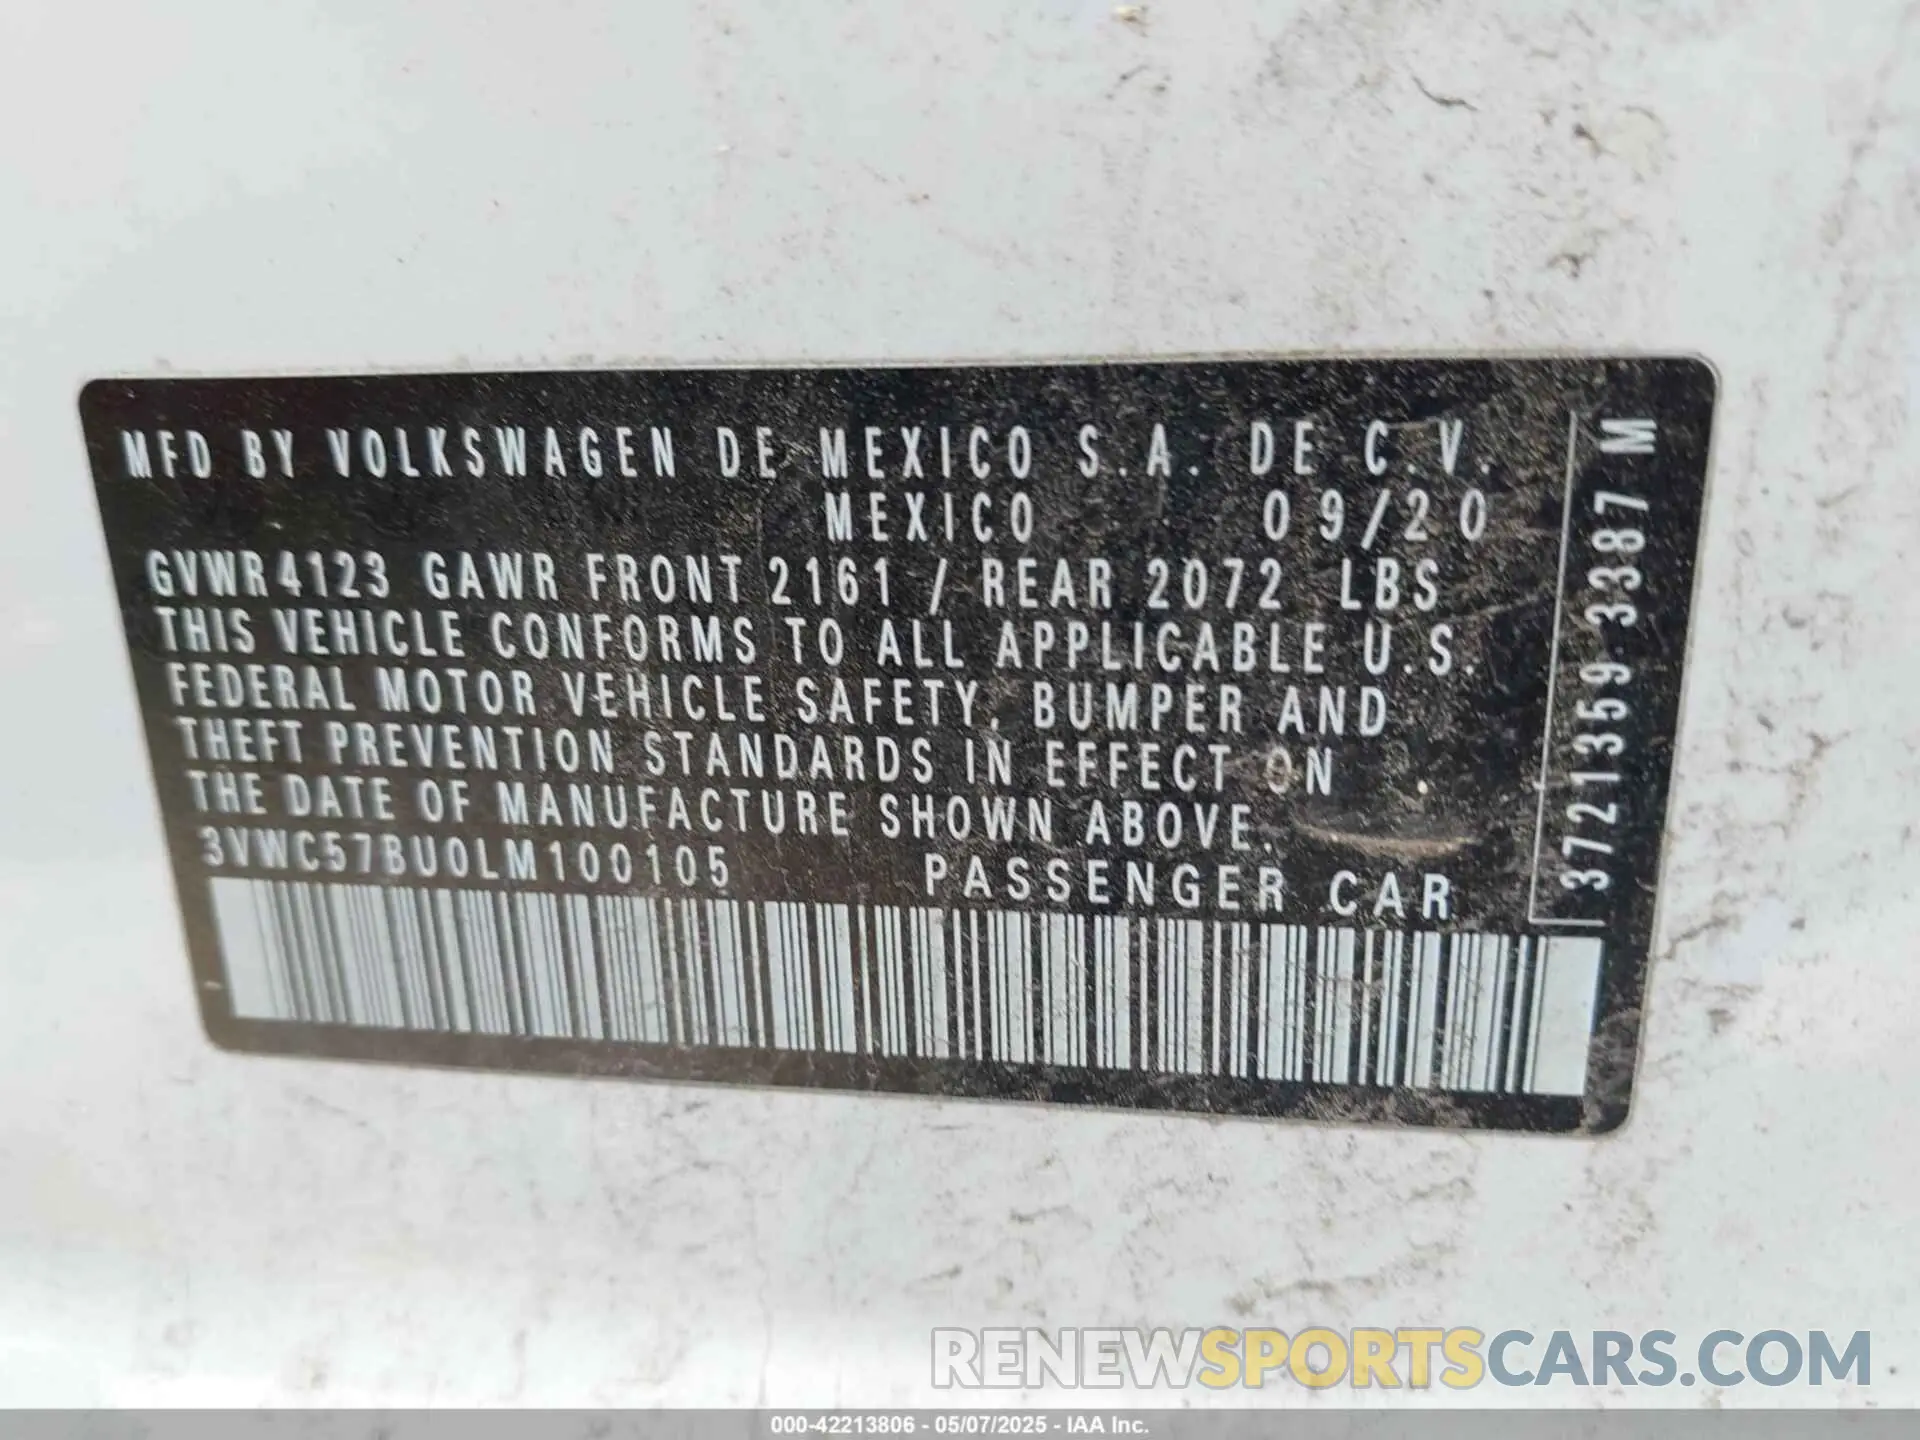 MFD BY VOLKSWAGEN DE MEXICO S.A. DE C.V.
MEXICO 09/20
GVWR 4123 GAWR FRONT 2161 / REAR 2072 LBS
THIS VEHICLE CONFORMS TO ALL APPLICABLE U.S.
FEDERAL MOTOR VEHICLE SAFETY, BUMPER AND
THEFT PREVENTION STANDARDS IN EFFECT ON
THE DATE OF MANUFACTURE SHOWN ABOVE.
3VWC57BU0LM100105 PASSENGER CAR
3721359 3387 M
RENEWSPORTSCARS.COM
000-42213806 - 05/07/2025 - IAA Inc.